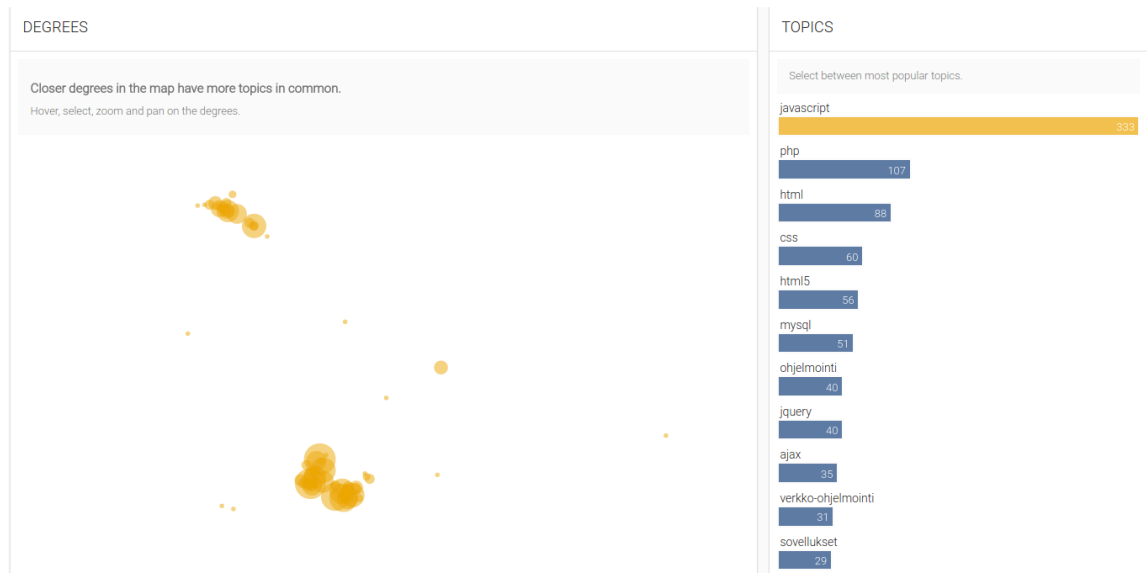 DEGREES
Closer degrees in the map have more topics in common.
Hover, select, zoom and pan on the degrees.
TOPICS
Select between most popular topics.
javascript
333
php
107
html
88
css
60
html5
56
mysql
51
ohjelmointi
40
jquery
40
ajax
35
verkko-ohjelmointi
31
sovellukset
29